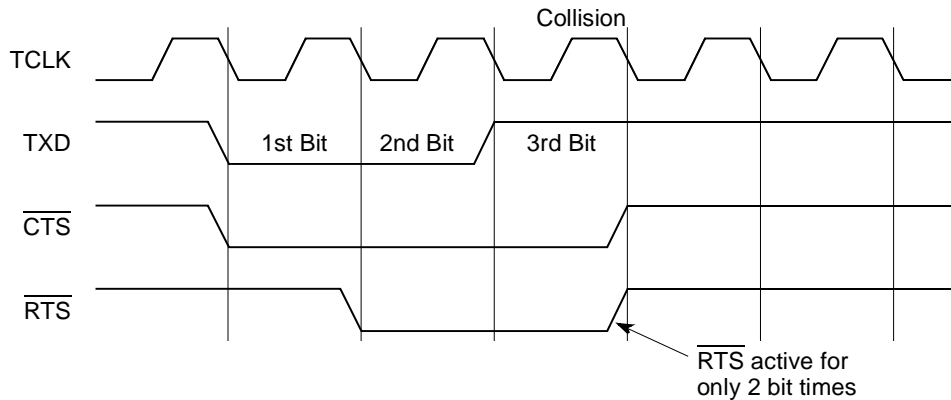 Collision
TCLK
TXD
1st Bit
2nd Bit
3rd Bit
CTS
RTS
RTS active for
only 2 bit times